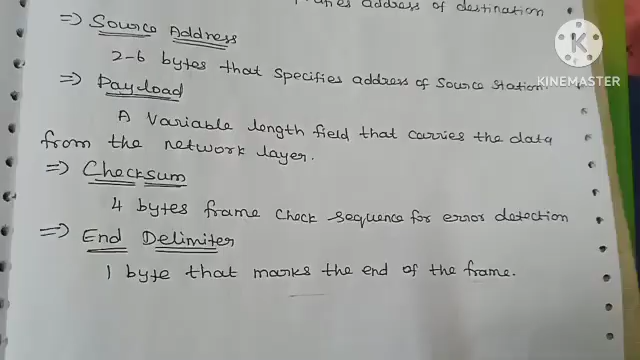 address of destination
=> Source Address
2-6 bytes that specifies address of source station.
=> Payload
A variable length field that carries the data
from the network layer.
=> Checksum
4 bytes frame check sequence for error detection
=> End Delimiter
1 byte that marks the end of the frame.
KINEMASTER